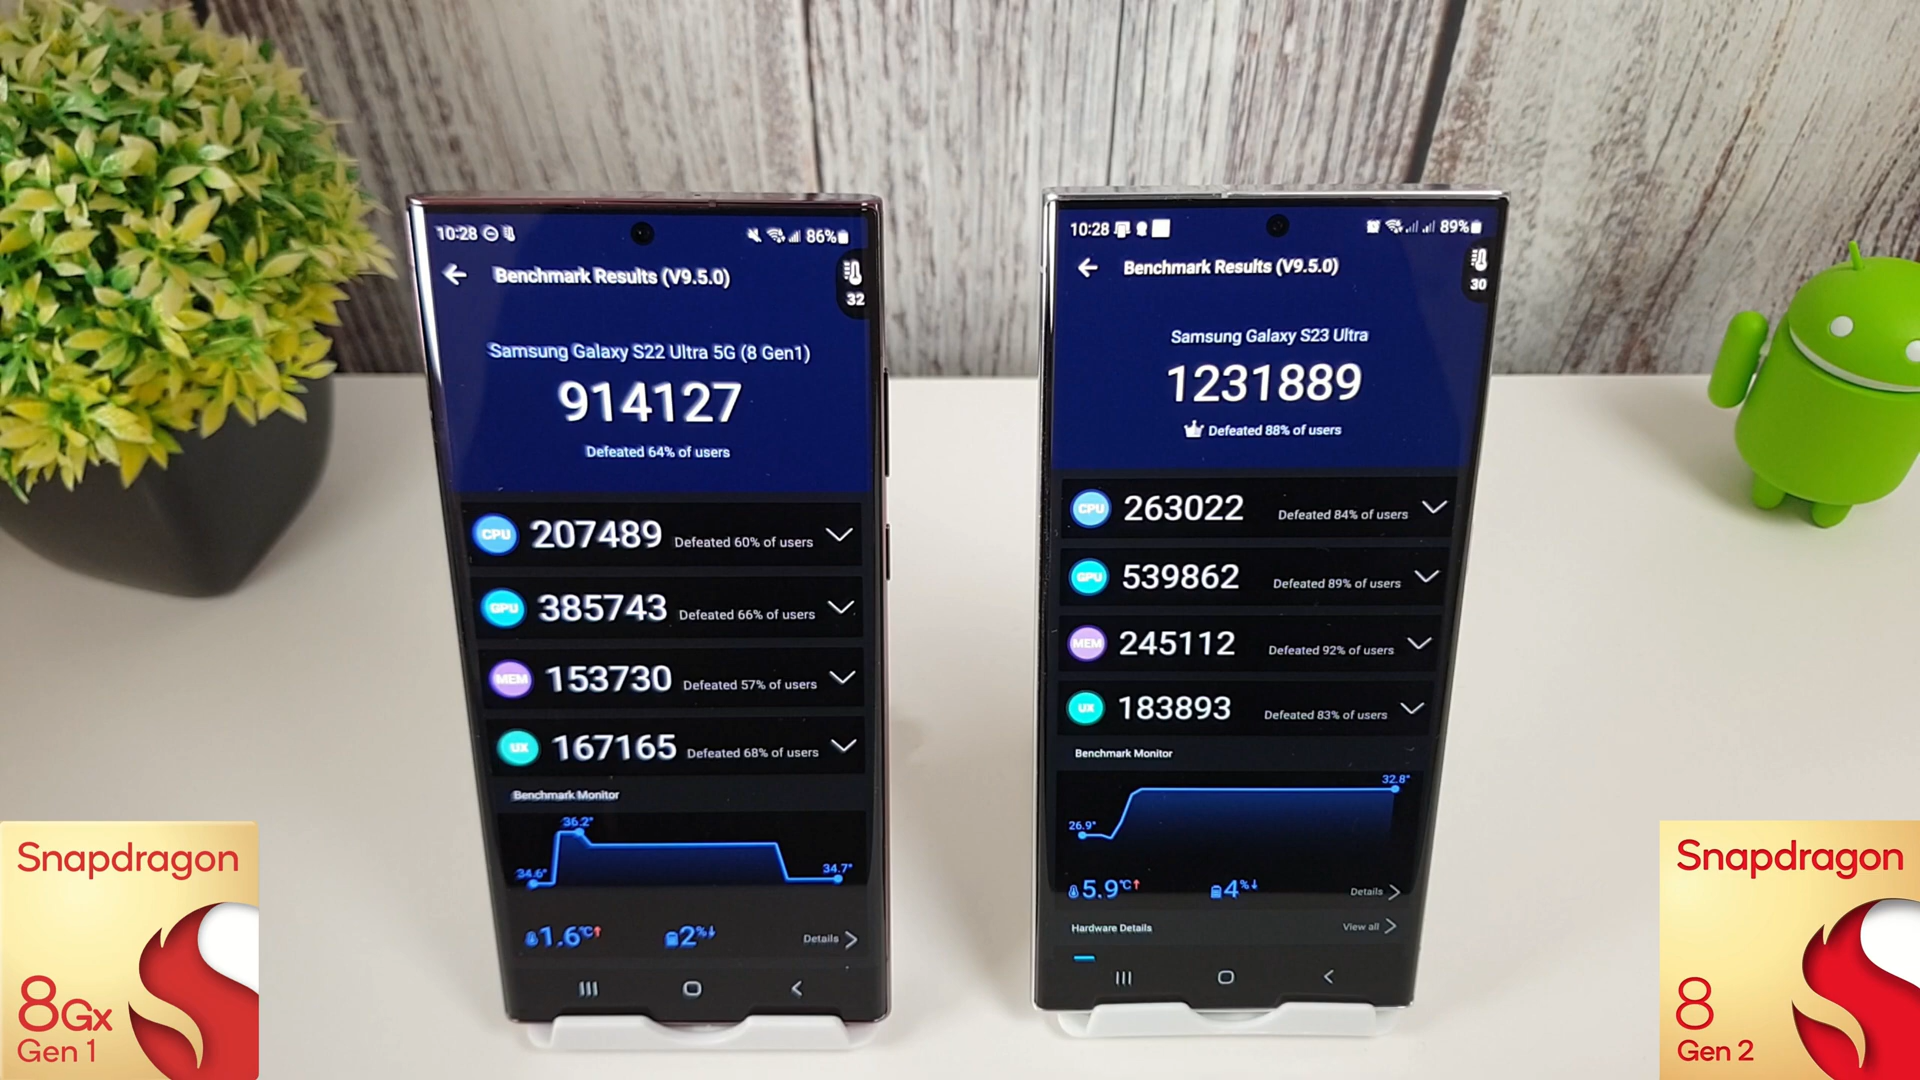 10:28
86%
Benchmark Results (V9.5.0)
32
Samsung Galaxy S22 Ultra 5G (8 Gen1)
914127
Defeated 64% of users
CPU 207489 Defeated 60% of users
GPU 385743 Defeated 66% of users
MEM 153730 Defeated 57% of users
UX 167165 Defeated 68% of users
Benchmark Monitor
36.2°
34.6°
34.7°
1.6°C↑ 2%↓ Details
10:28
89%
Benchmark Results (V9.5.0)
30
Samsung Galaxy S23 Ultra
1231889
Defeated 88% of users
CPU 263022 Defeated 84% of users
GPU 539862 Defeated 89% of users
MEM 245112 Defeated 92% of users
UX 183893 Defeated 83% of users
Benchmark Monitor
32.8°
26.9°
5.9°C↑ 4%↓ Details
Hardware Details View all
Snapdragon
8Gx
Gen 1
Snapdragon
8
Gen 2